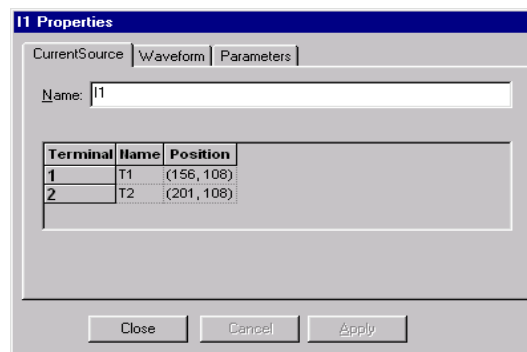 I1 Properties
CurrentSource Waveform Parameters
Name: I1
Terminal Name Position
1 T1 (156, 108)
2 T2 (201, 108)
Close Cancel Apply